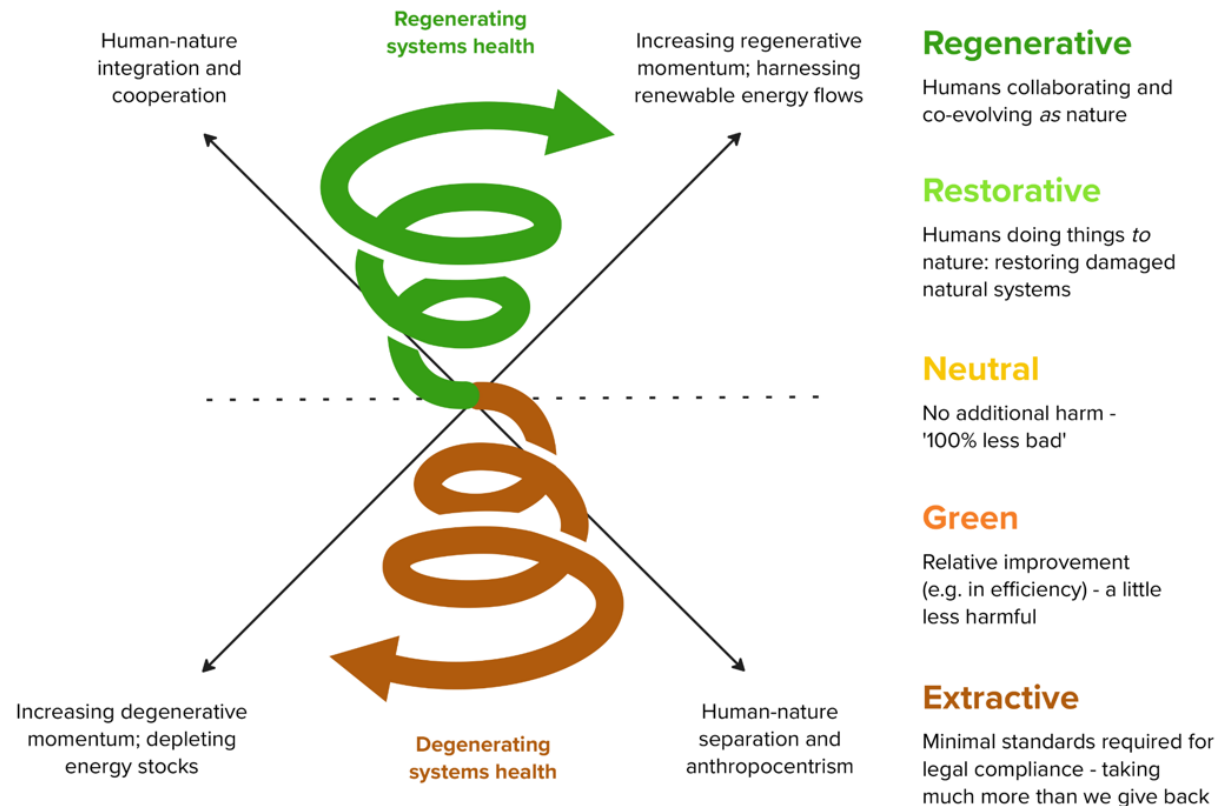 Regenerating
systems health
Human-nature
integration and
cooperation
Increasing regenerative
momentum; harnessing
renewable energy flows
Increasing degenerative
momentum; depleting
energy stocks
Degenerating
systems health
Human-nature
separation and
anthropocentrism
Regenerative
Humans collaborating and
co-evolving as nature
Restorative
Humans doing things to
nature: restoring damaged
natural systems
Neutral
No additional harm -
'100% less bad'
Green
Relative improvement
(e.g. in efficiency) - a little
less harmful
Extractive
Minimal standards required for
legal compliance - taking
much more than we give back